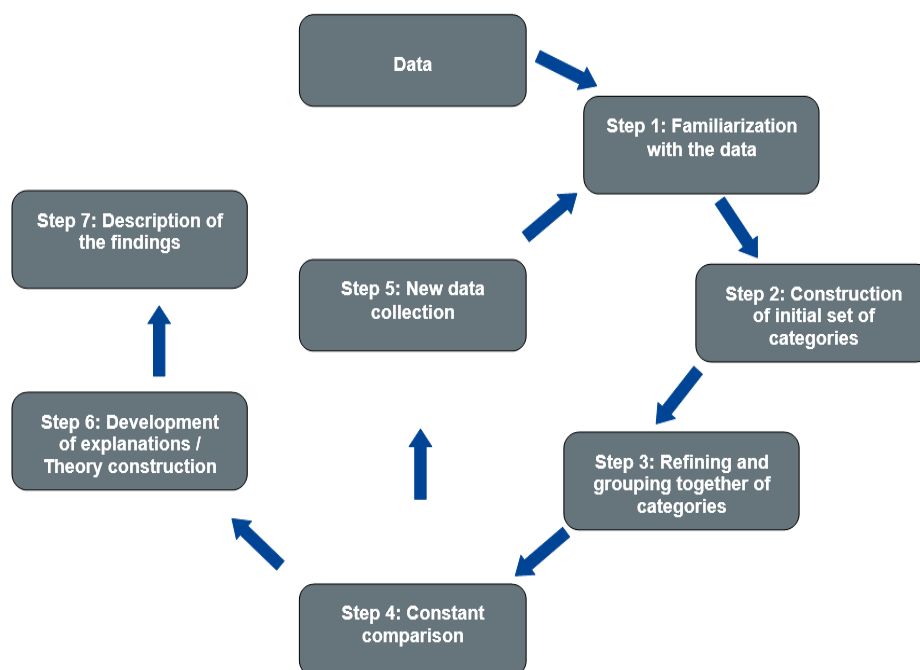 Data
Step 1: Familiarization
with the data
Step 2: Construction
of initial set of
categories
Step 3: Refining and
grouping together of
categories
Step 4: Constant
comparison
Step 5: New data
collection
Step 6: Development
of explanations /
Theory construction
Step 7: Description of
the findings